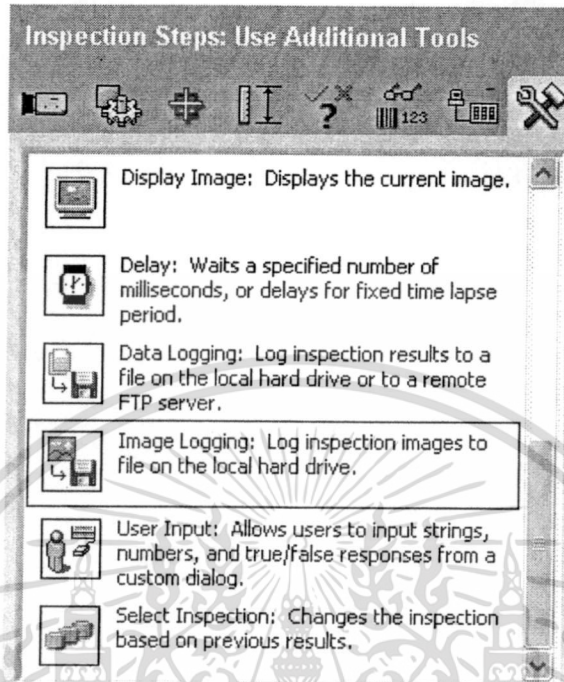 Inspection Steps: Use Additional Tools
? 123
Display Image: Displays the current image.
Delay: Waits a specified number of
milliseconds, or delays for fixed time lapse
period.
Data Logging: Log inspection results to a
file on the local hard drive or to a remote
FTP server.
Image Logging: Log inspection images to
file on the local hard drive.
User Input: Allows users to input strings,
numbers, and true/false responses from a
custom dialog.
Select Inspection: Changes the inspection
based on previous results.